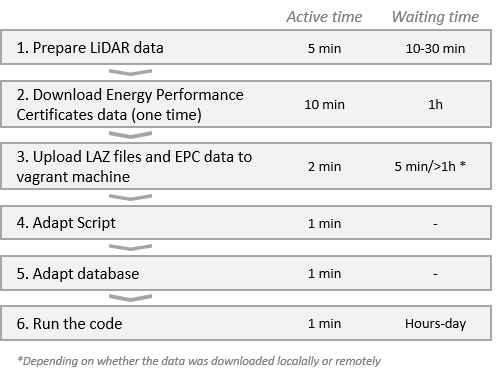 Active time Waiting time
1. Prepare LiDAR data 5 min 10-30 min
2. Download Energy Performance
Certificates data (one time) 10 min 1h
3. Upload LAZ files and EPC data to
vagrant machine 2 min 5 min/>1h *
4. Adapt Script 1 min -
5. Adapt database 1 min -
6. Run the code 1 min Hours-day
*Depending on whether the data was downloaded localally or remotely